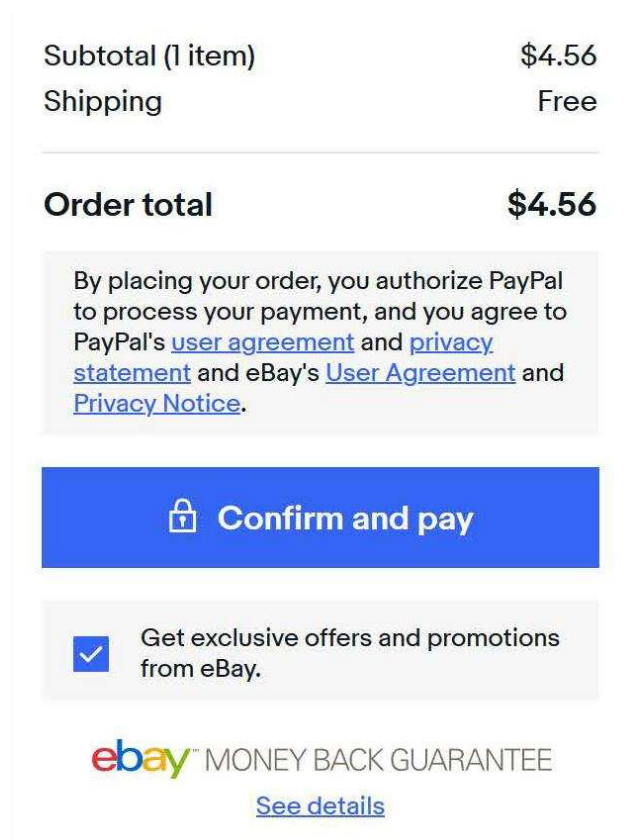 Subtotal (1 item) $4.56
Shipping Free
Order total $4.56
By placing your order, you authorize PayPal
to process your payment, and you agree to
PayPal's user agreement and privacy
statement and eBay's User Agreement and
Privacy Notice.
Confirm and pay
Get exclusive offers and promotions
from eBay.
ebay™ MONEY BACK GUARANTEE
See details